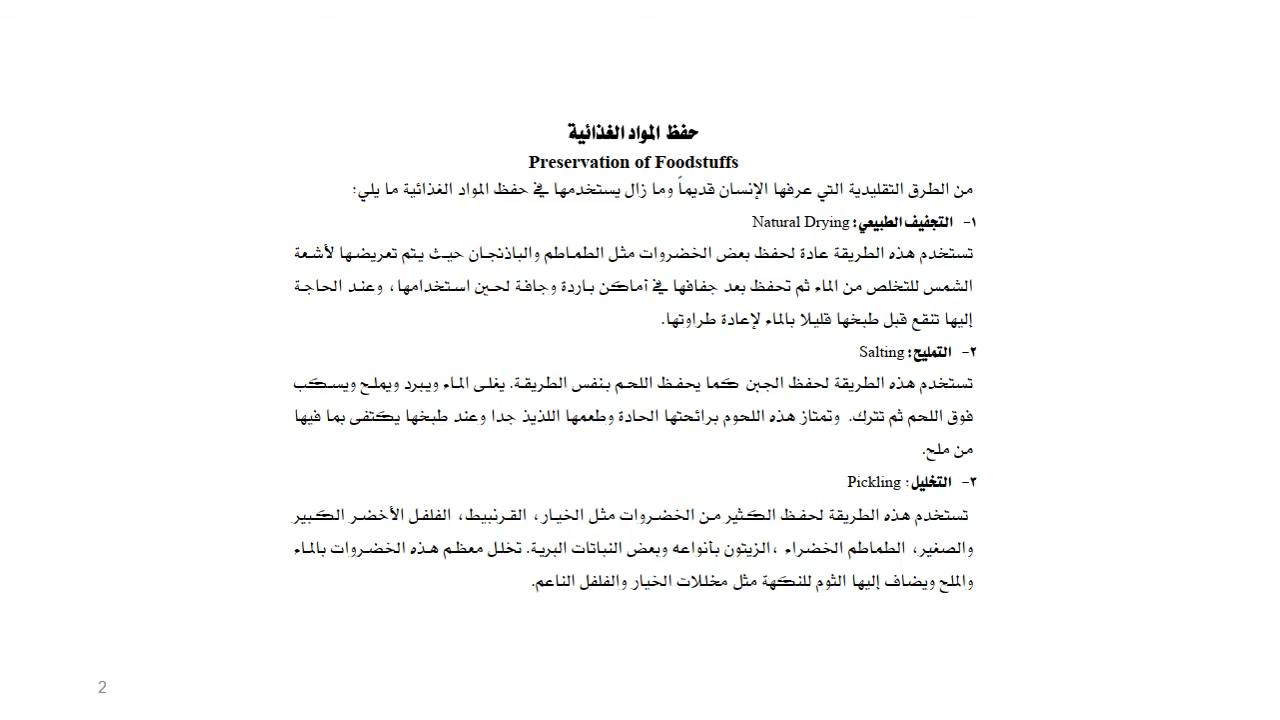 حفظ المواد الغذائية
Preservation of Foodstuffs
من الطرق التقليدية التي عرفها الإنسان قديماً وما زال يستخدمها في حفظ المواد الغذائية ما يلي؛
١- التجفيف الطبيعي: Natural Drying
تستخدم هذه الطريقة عادة لحفظ بعض الخضروات مثل الطماطم والباذنجان حيث يتم تعريضها لأشعة
الشمس للتخلص من الماء ثم تحفظ بعد جفافها في أماكن باردة وجافة لحين استخدامها، وعند الحاجة
إليها تنقع قبل طبخها قليلا بالماء لإعادة طراوتها.
٢- التمليح: Salting
تستخدم هذه الطريقة لحفظ الجبن كما يحفظ اللحم بنفس الطريقة. يغلى الماء ويبرد ويملح ويسكب
فوق اللحم ثم تترك. وتمتاز هذه اللحوم برائحتها الحادة وطعمها اللذيذ جدا وعند طبخها يكتفى بما فيها
من ملح.
٣- التخليل: Pickling
تستخدم هذه الطريقة لحفظ الكثير من الخضروات مثل الخيار، القرنبيط، الفلفل الأخضر الكبير
والصغير، الطماطم الخضراء ،الزيتون بأنواعه وبعض النباتات البرية. تخلل معظم هذه الخضروات بالماء
والملح ويضاف إليها الثوم للنكهة مثل مخللات الخيار والفلفل الناعم.
2